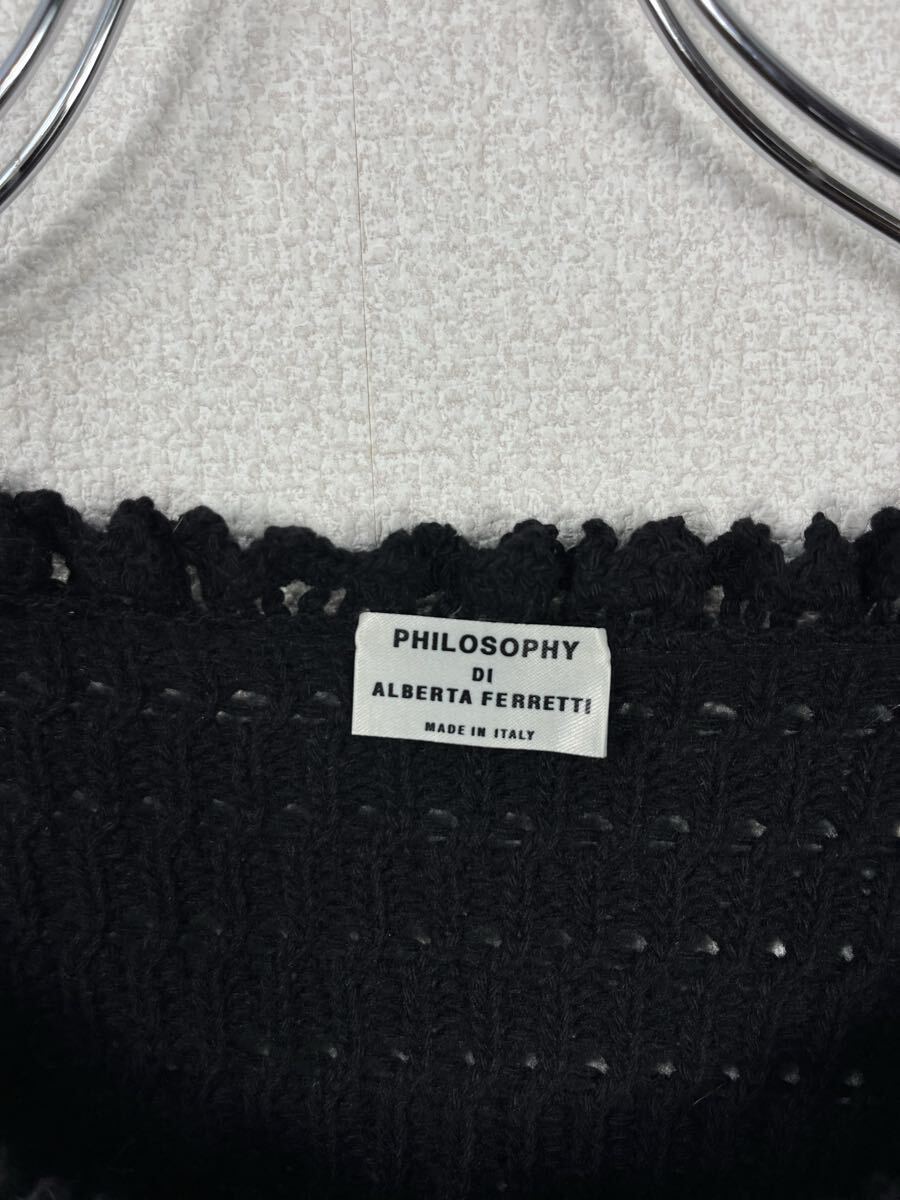 PHILOSOPHY
DI
ALBERTA FERRETTI
MADE IN ITALY